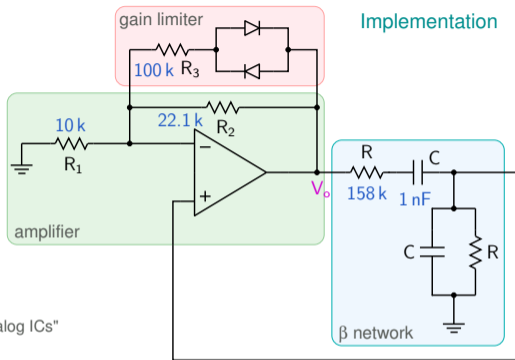 gain limiter
Implementation
100 k R3
10 k
22.1 k R2
R1
−
+
amplifier
Vo
R
C
158 k 1 nF
C
R
alog ICs"
β network